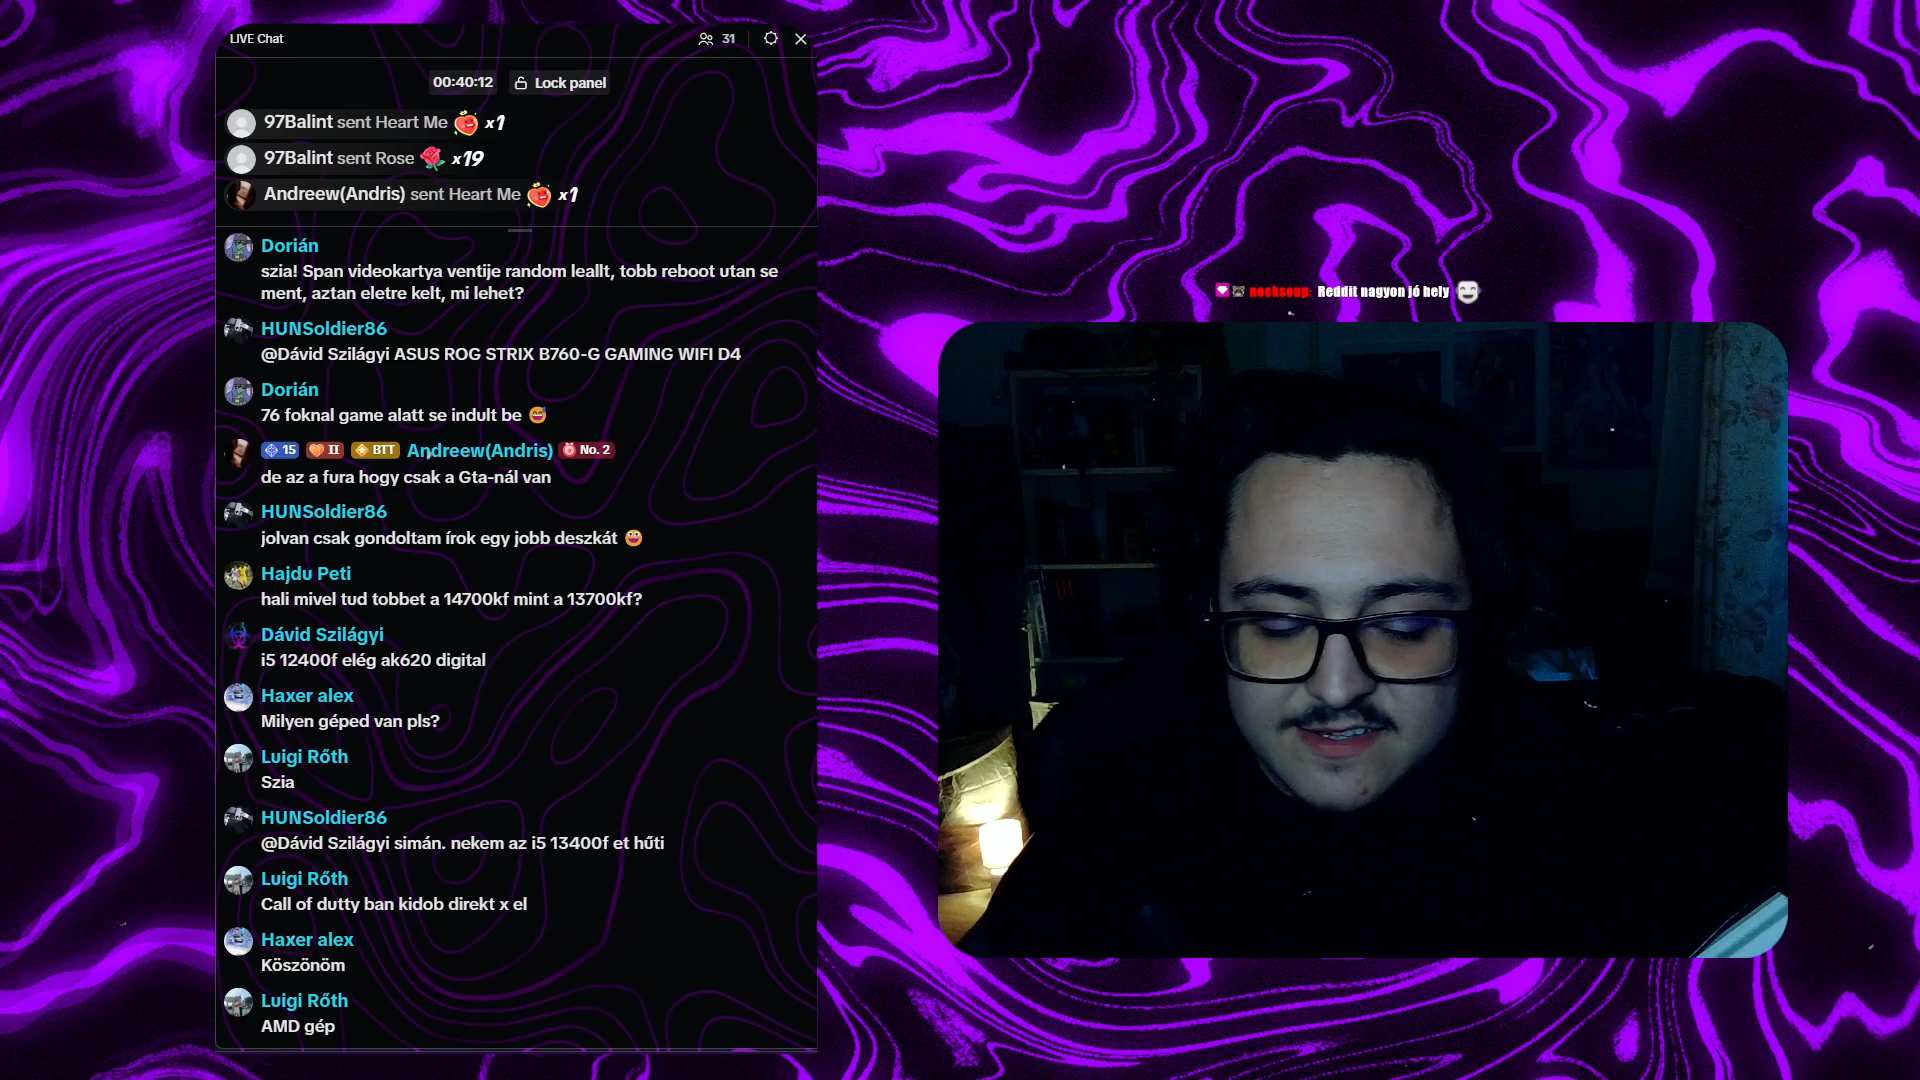 LIVE Chat
31
00:40:12
Lock panel
97Balint sent Heart Me x1
97Balint sent Rose x19
Andreew(Andris) sent Heart Me x1
Dorián
szia! Span videokartya ventije random leallt, tobb reboot utan se
ment, aztan eletre kelt, mi lehet?
HUNSoldier86
@Dávid Szilágyi ASUS ROG STRIX B760-G GAMING WIFI D4
Dorián
76 foknal game alatt se indult be
15 II BTT Andreew(Andris) No. 2
de az a fura hogy csak a Gta-nál van
HUNSoldier86
jolvan csak gondoltam írok egy jobb deszkát
Hajdu Peti
hali mivel tud tobbet a 14700kf mint a 13700kf?
Dávid Szilágyi
i5 12400f elég ak620 digital
Haxer alex
Milyen géped van pls?
Luigi Rőth
Szia
HUNSoldier86
@Dávid Szilágyi simán. nekem az i5 13400f et hűti
Luigi Rőth
Call of dutty ban kidob direkt x el
Haxer alex
Köszönöm
Luigi Rőth
AMD gép
nocksoup: Reddit nagyon jó hely